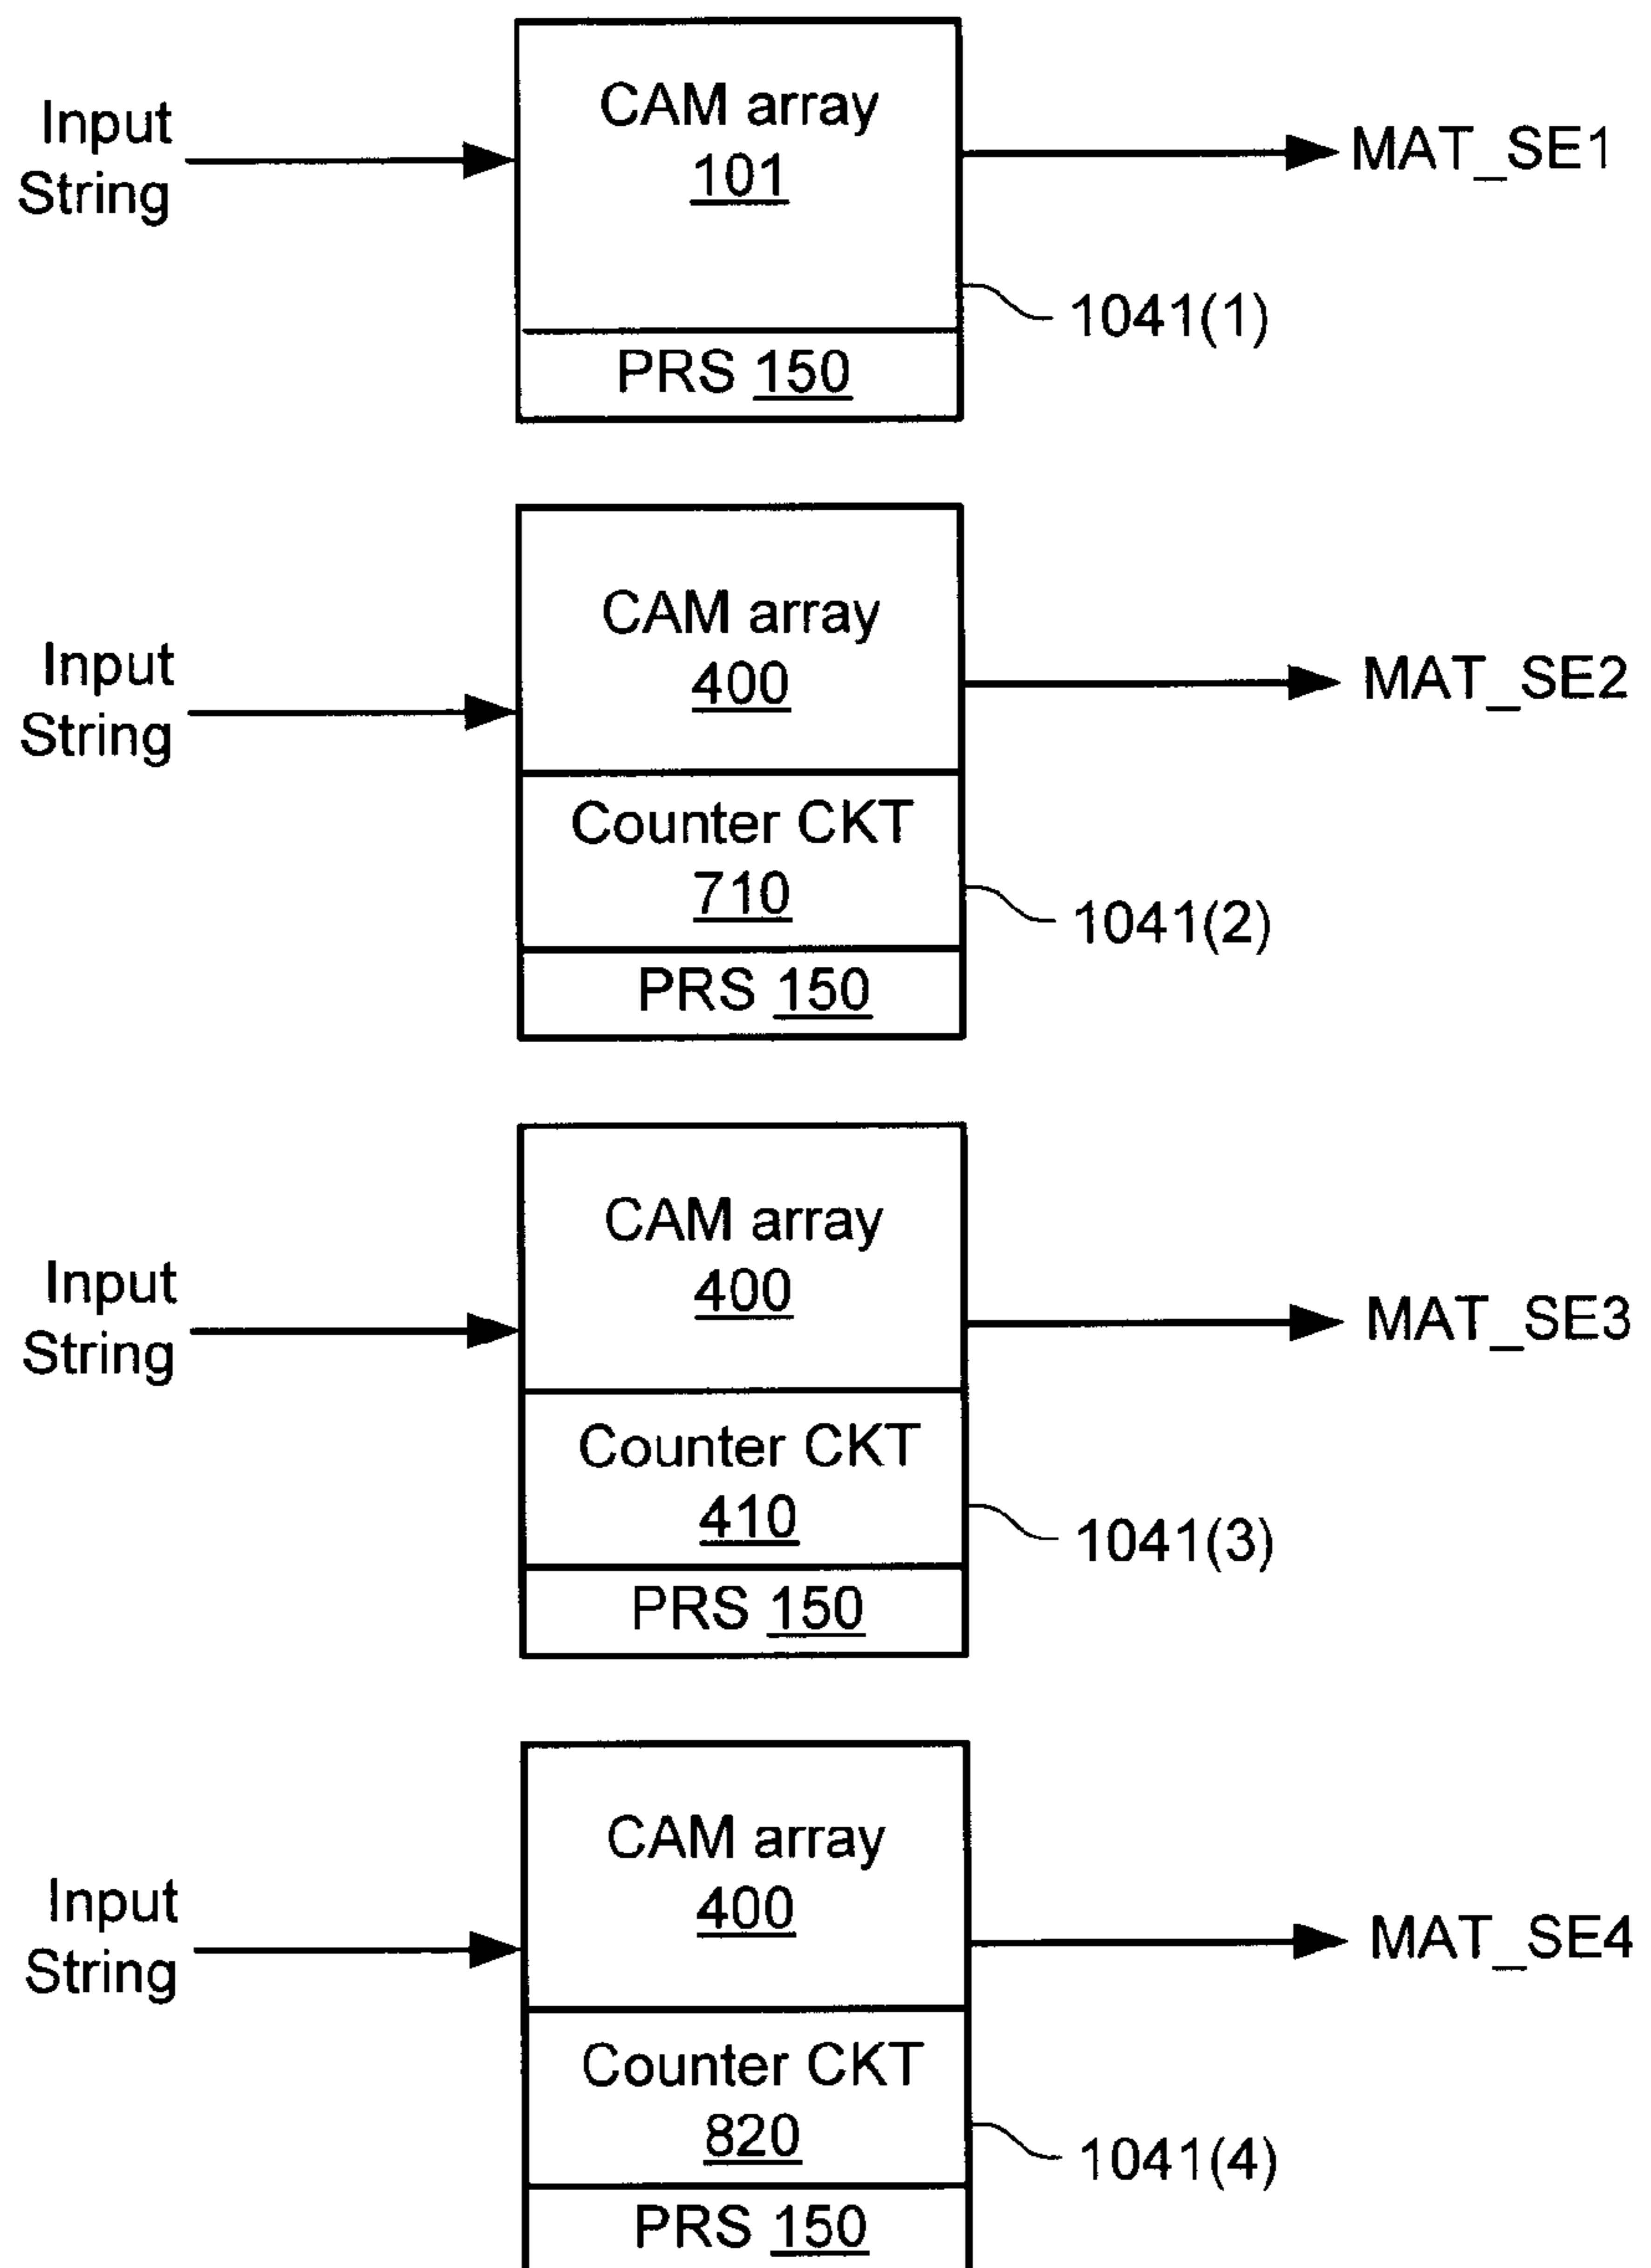 Input
String
CAM array
101
MAT_SE1
1041(1)
PRS 150
Input
String
CAM array
400
MAT_SE2
Counter CKT
710
1041(2)
PRS 150
Input
String
CAM array
400
MAT_SE3
Counter CKT
410
1041(3)
PRS 150
Input
String
CAM array
400
MAT_SE4
Counter CKT
820
1041(4)
PRS 150